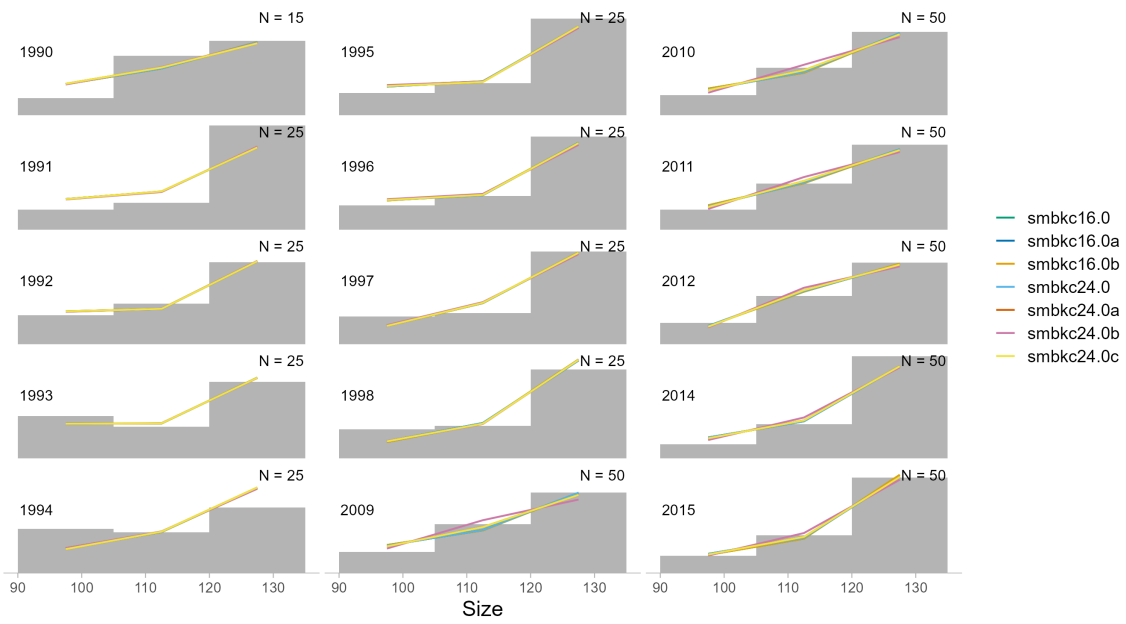 N = 15
N = 25
N = 50
1990
1995
2010
N = 25
N = 25
N = 50
1991
1996
2011
N = 25
N = 25
N = 50
1992
1997
2012
N = 25
N = 25
N = 50
1993
1998
2014
N = 25
N = 50
N = 50
1994
2009
2015
90 100 110 120 130
90 100 110 120 130
90 100 110 120 130
Size
smbkc16.0
smbkc16.0a
smbkc16.0b
smbkc24.0
smbkc24.0a
smbkc24.0b
smbkc24.0c